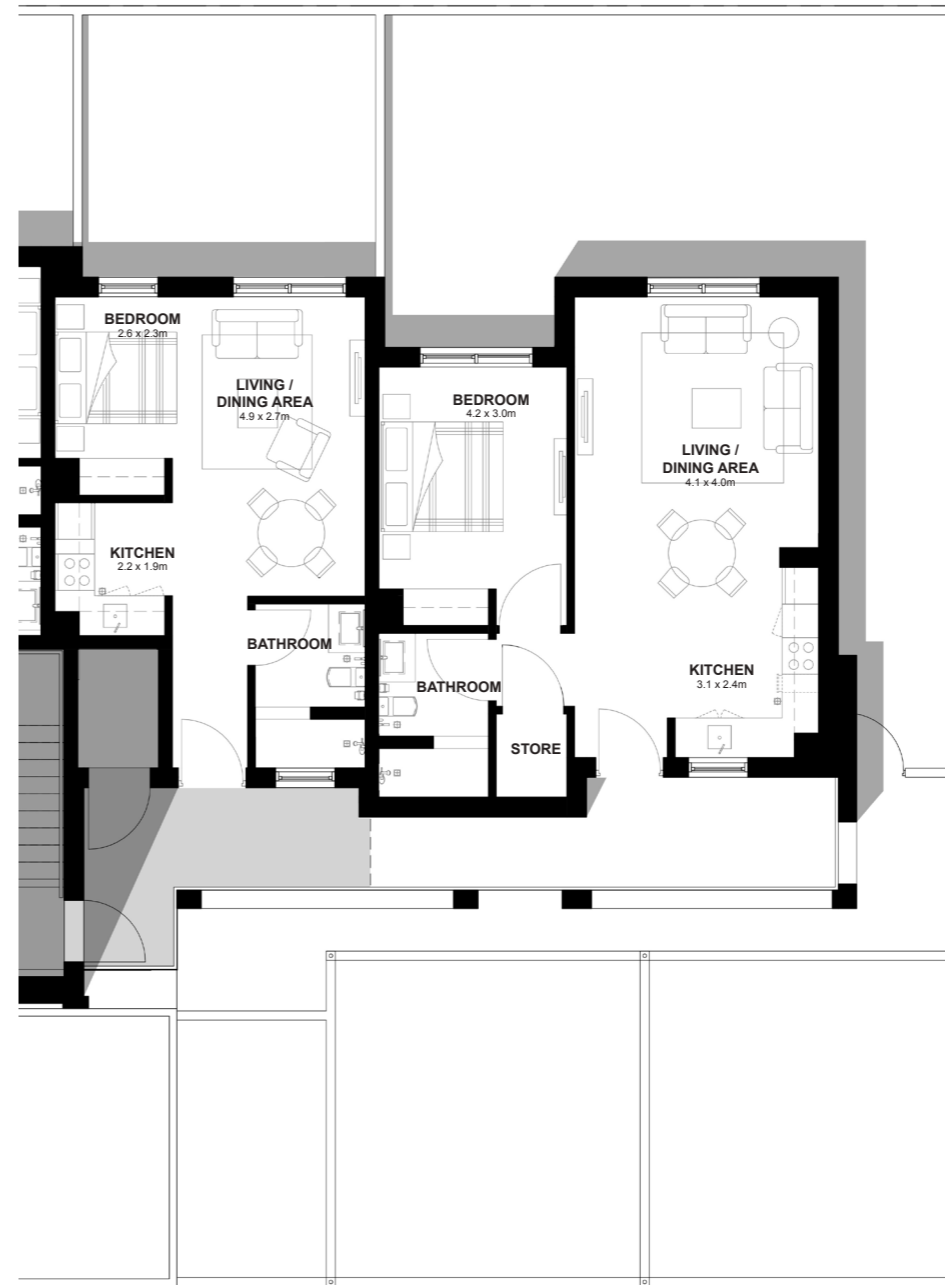 BEDROOM
2.6 x 2.3m
LIVING /
DINING AREA
4.9 x 2.7m
KITCHEN
2.2 x 1.9m
BATHROOM
BEDROOM
4.2 x 3.0m
BATHROOM
STORE
LIVING /
DINING AREA
4.1 x 4.0m
KITCHEN
3.1 x 2.4m